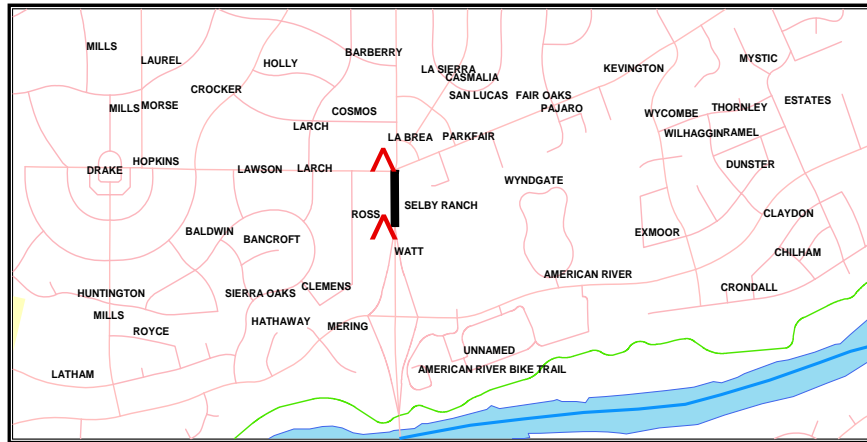 MILLS
LAUREL
HOLLY
BARBERRY
LA SIERRA
CASMALIA
KEVINGTON
MYSTIC
CROCKER
SAN LUCAS
FAIR OAKS
ESTATES
MILLS
MORSE
COSMOS
PAJARO
WYCOMBE
THORNLEY
LARCH
LA BREA
PARKFAIR
WILHAGGIN
RAMEL
DRAKE
HOPKINS
LAWSON
LARCH
WYNDGATE
DUNSTER
ROSS
SELBY RANCH
CLAYDON
BALDWIN
BANCROFT
WATT
EXMOOR
CHILHAM
AMERICAN RIVER
HUNTINGTON
SIERRA OAKS
CLEMENS
CRONDALL
MILLS
ROYCE
HATHAWAY
MERING
UNNAMED
LATHAM
AMERICAN RIVER BIKE TRAIL